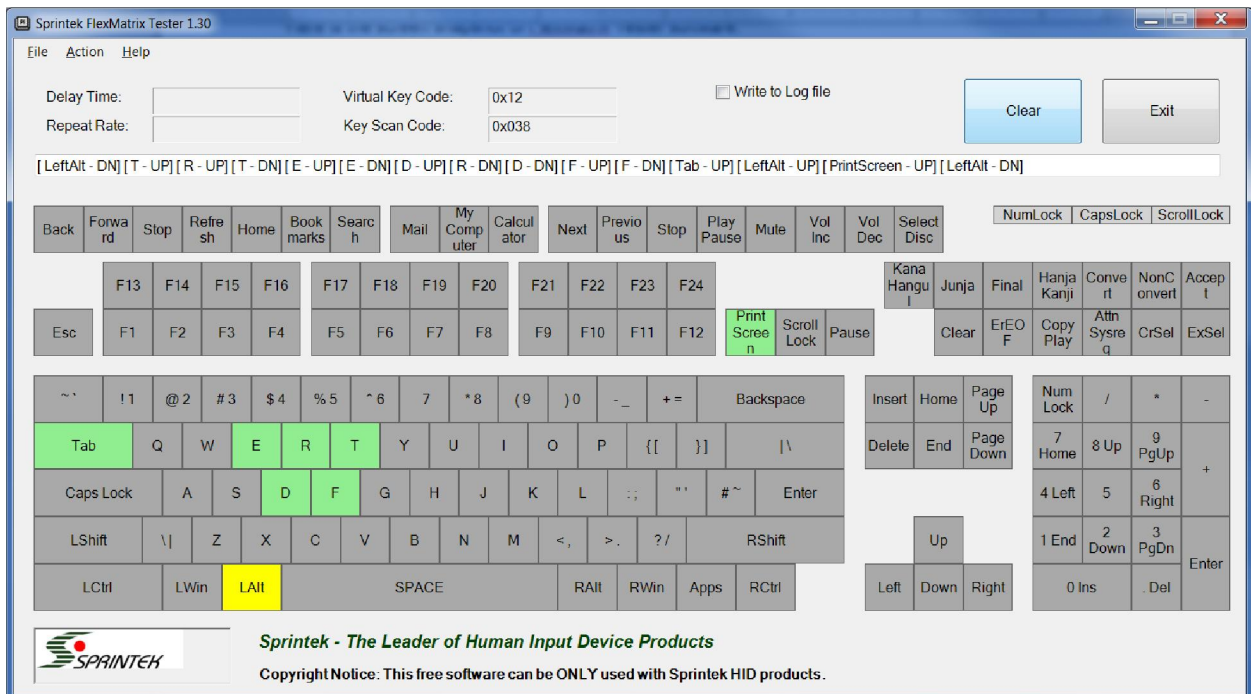 Sprintek FlexMatrix Tester 1.30
File Action Help
Delay Time: Virtual Key Code: 0x12 Write to Log file
Repeat Rate: Key Scan Code: 0x038
Clear Exit
[ LeftAlt - DN] [ T - UP] [ R - UP] [ T - DN] [ E - UP] [ E - DN] [ D - UP] [ R - DN] [ D - DN] [ F - UP] [ F - DN] [ Tab - UP] [ LeftAlt - UP] [ PrintScreen - UP] [ LeftAlt - DN]
NumLock CapsLock ScrollLock
Back Forward Stop Refresh Home Bookmarks Search Mail My Computer Calculator Next Previous Stop Play Pause Mute Vol Inc Vol Dec Select Disc
F13 F14 F15 F16 F17 F18 F19 F20 F21 F22 F23 F24 Kana Hangul Junja Final Hanja Kanji Convert NonConvert Accept
Esc F1 F2 F3 F4 F5 F6 F7 F8 F9 F10 F11 F12 Print Screen Scroll Lock Pause Clear ErEOF Copy Play Attn Sysreq CrSel ExSel
~ ` ! 1 @ 2 # 3 $ 4 % 5 ^ 6 7 * 8 ( 9 ) 0 - _ + = Backspace Insert Home Page Up Num Lock / * -
Tab Q W E R T Y U I O P { [ } ] | \ Delete End Page Down 7 Home 8 Up 9 PgUp +
Caps Lock A S D F G H J K L : ; " ' # ~ Enter 4 Left 5 6 Right
LShift \ | Z X C V B N M < , > . ? / RShift Up 1 End 2 Down 3 PgDn Enter
LCtrl LWin LAlt SPACE RAlt RWin Apps RCtrl Left Down Right 0 Ins . Del
SPRINTEK
Sprintek - The Leader of Human Input Device Products
Copyright Notice: This free software can be ONLY used with Sprintek HID products.